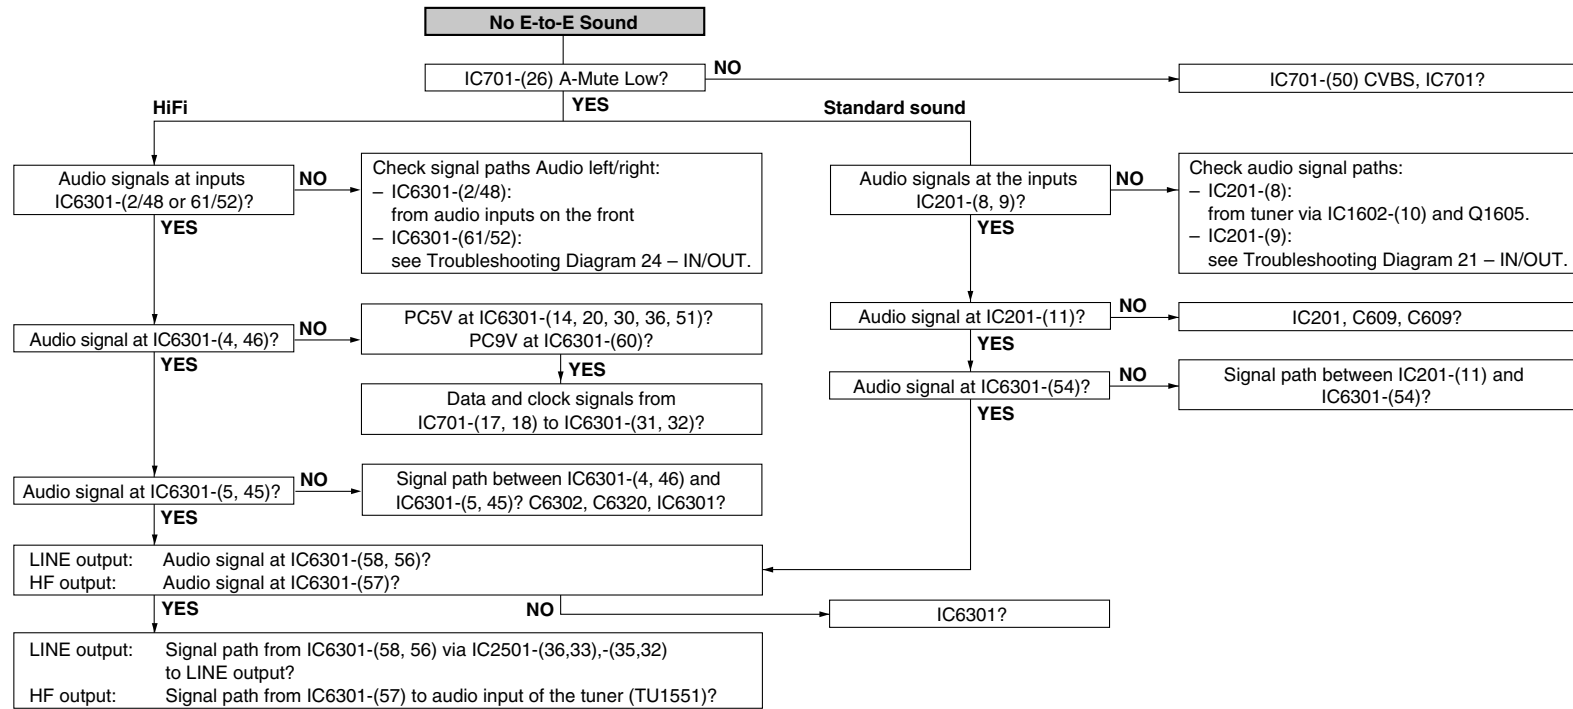 No E-to-E Sound
IC701-(26) A-Mute Low?
NO
IC701-(50) CVBS, IC701?
YES
HiFi
Standard sound
Audio signals at inputs
IC6301-(2/48 or 61/52)?
NO
YES
Check signal paths Audio left/right:
– IC6301-(2/48):
from audio inputs on the front
– IC6301-(61/52):
see Troubleshooting Diagram 24 – IN/OUT.
Audio signals at the inputs
IC201-(8, 9)?
NO
YES
Check audio signal paths:
– IC201-(8):
from tuner via IC1602-(10) and Q1605.
– IC201-(9):
see Troubleshooting Diagram 21 – IN/OUT.
Audio signal at IC6301-(4, 46)?
NO
YES
PC5V at IC6301-(14, 20, 30, 36, 51)?
PC9V at IC6301-(60)?
YES
Data and clock signals from
IC701-(17, 18) to IC6301-(31, 32)?
Audio signal at IC201-(11)?
NO
YES
IC201, C609, C609?
Audio signal at IC6301-(54)?
NO
YES
Signal path between IC201-(11) and
IC6301-(54)?
Audio signal at IC6301-(5, 45)?
NO
YES
Signal path between IC6301-(4, 46) and
IC6301-(5, 45)? C6302, C6320, IC6301?
LINE output: Audio signal at IC6301-(58, 56)?
HF output: Audio signal at IC6301-(57)?
YES
NO
IC6301?
LINE output: Signal path from IC6301-(58, 56) via IC2501-(36,33),-(35,32)
to LINE output?
HF output: Signal path from IC6301-(57) to audio input of the tuner (TU1551)?